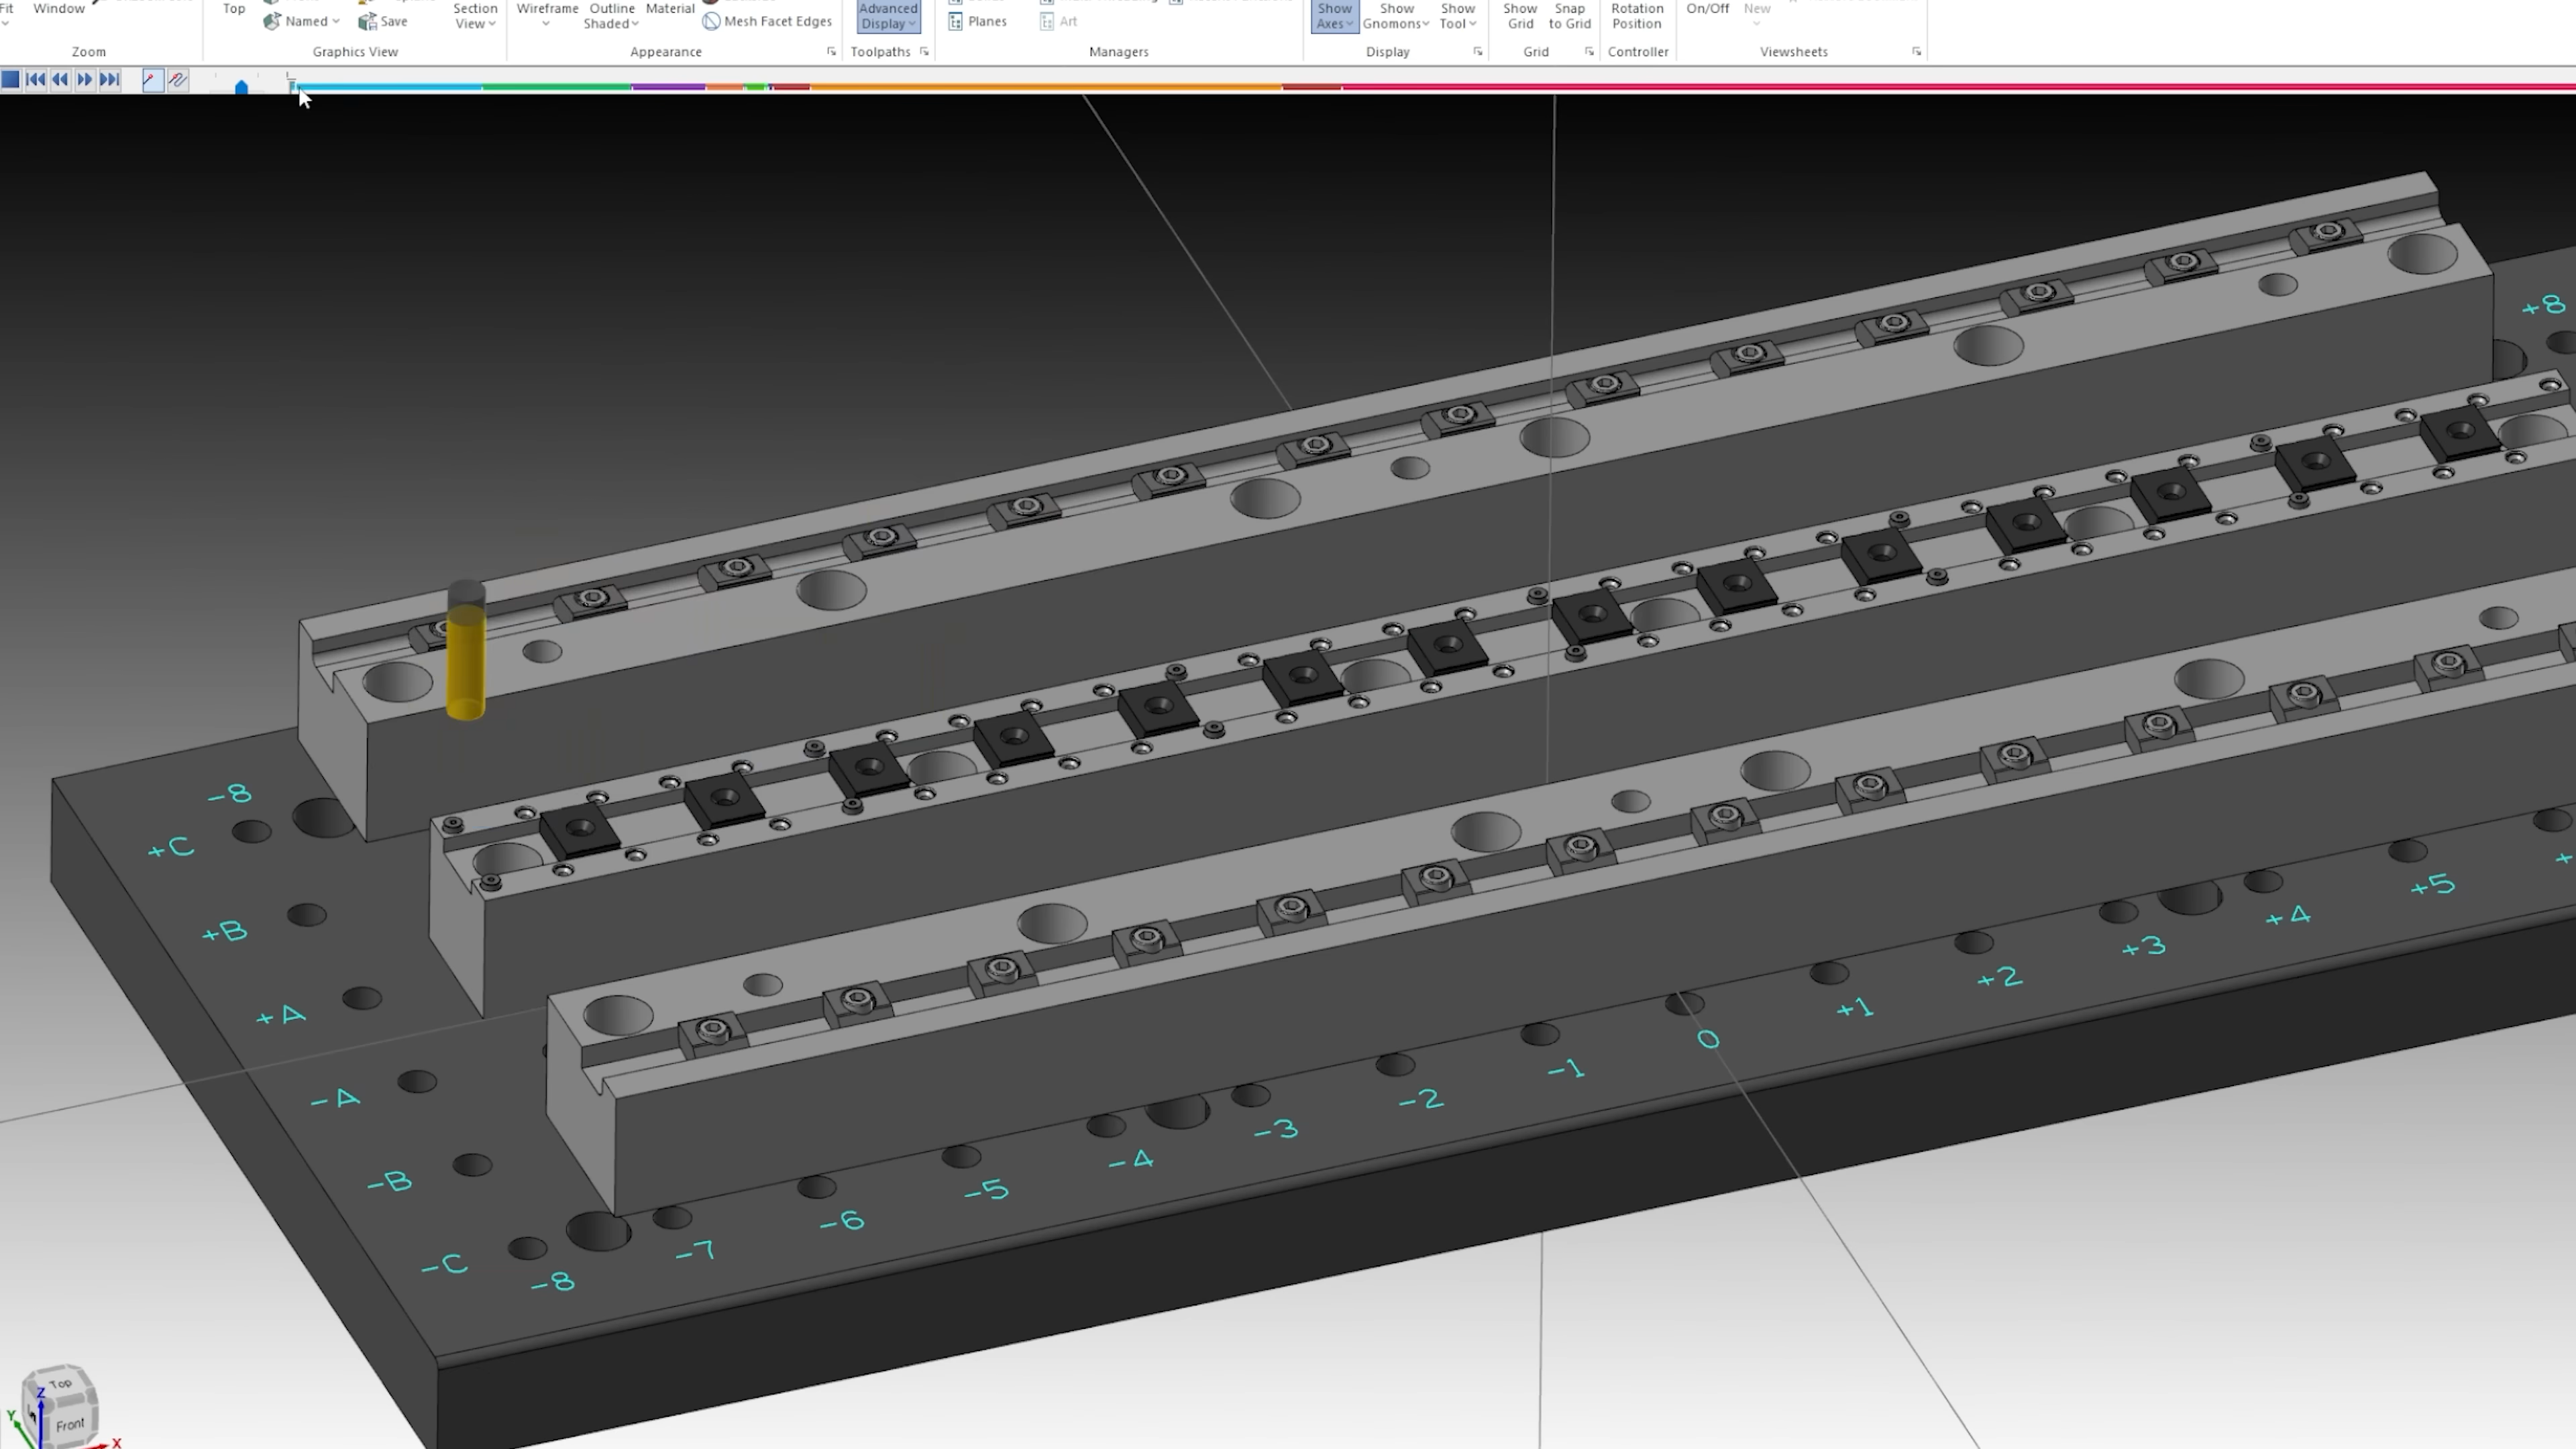 Fit
Window
Top
Named
Save
Section
View
Wireframe
Outline
Shaded
Material
Mesh Facet Edges
Advanced
Display
Planes
Art
Show
Axes
Show
Gnomons
Show
Tool
Show
Grid
Snap
to Grid
Rotation
Position
On/Off
New
Zoom
Graphics View
Appearance
Toolpaths
Managers
Display
Grid
Controller
Viewsheets
+8
-8
+C
+B
+A
-A
-B
-C
-8
-7
-6
-5
-4
-3
-2
-1
0
+1
+2
+3
+4
+5
+
Top
Front
Z
Y
X